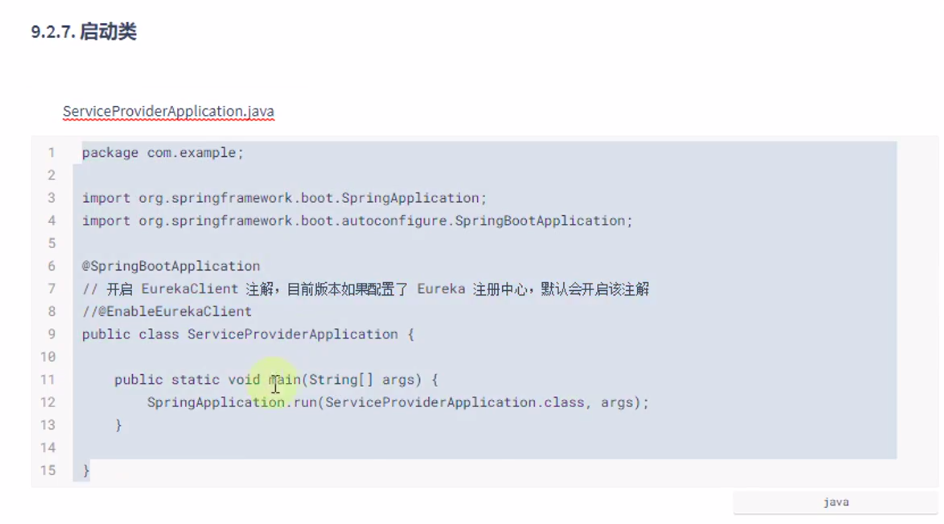 9.2.7. 启动类
ServiceProviderApplication.java
1 package com.example;
2
3 import org.springframework.boot.SpringApplication;
4 import org.springframework.boot.autoconfigure.SpringBootApplication;
5
6 @SpringBootApplication
7 // 开启 EurekaClient 注解，目前版本如果配置了 Eureka 注册中心，默认会开启该注解
8 //@EnableEurekaClient
9 public class ServiceProviderApplication {
10
11     public static void main(String[] args) {
12         SpringApplication.run(ServiceProviderApplication.class, args);
13     }
14
15 }
java